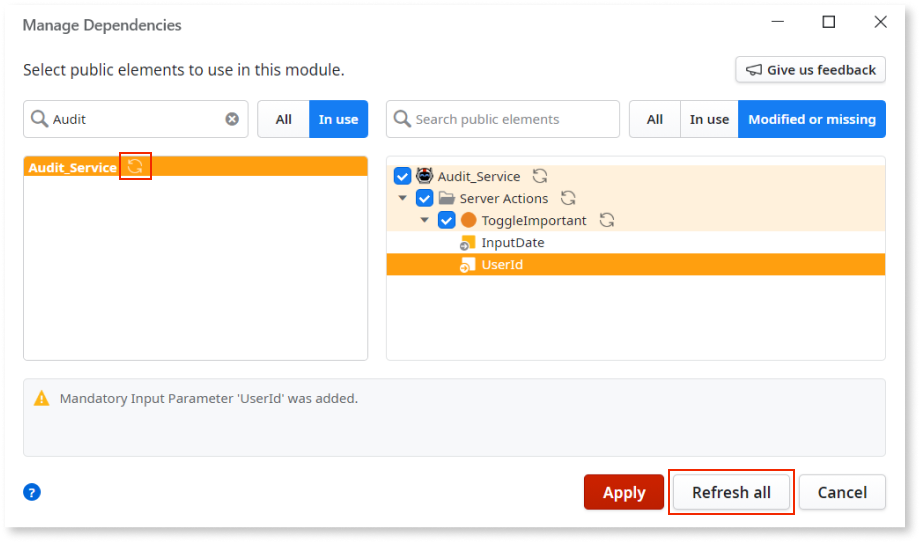 Manage Dependencies
Select public elements to use in this module.
Give us feedback
Audit
All
In use
Search public elements
All
In use
Modified or missing
Audit_Service
Audit_Service
Server Actions
ToggleImportant
InputDate
UserId
Mandatory Input Parameter 'UserId' was added.
?
Apply
Refresh all
Cancel